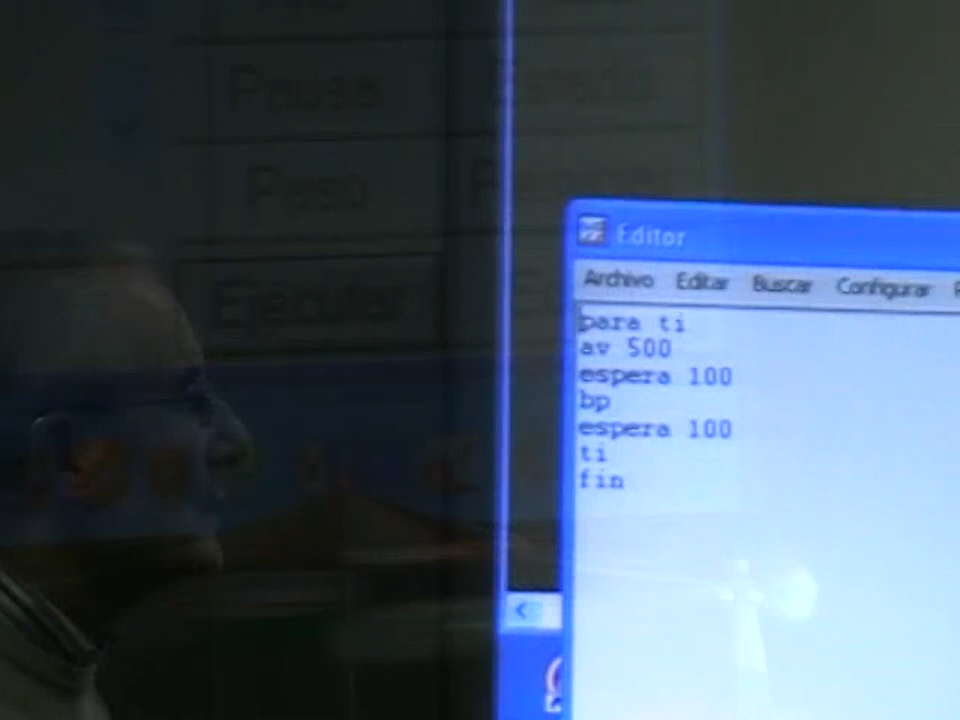 Pausa
Paso
Ejecutar
Editor
Archivo Editar Buscar Configurar
para ti
av 500
espera 100
bp
espera 100
ti
fin